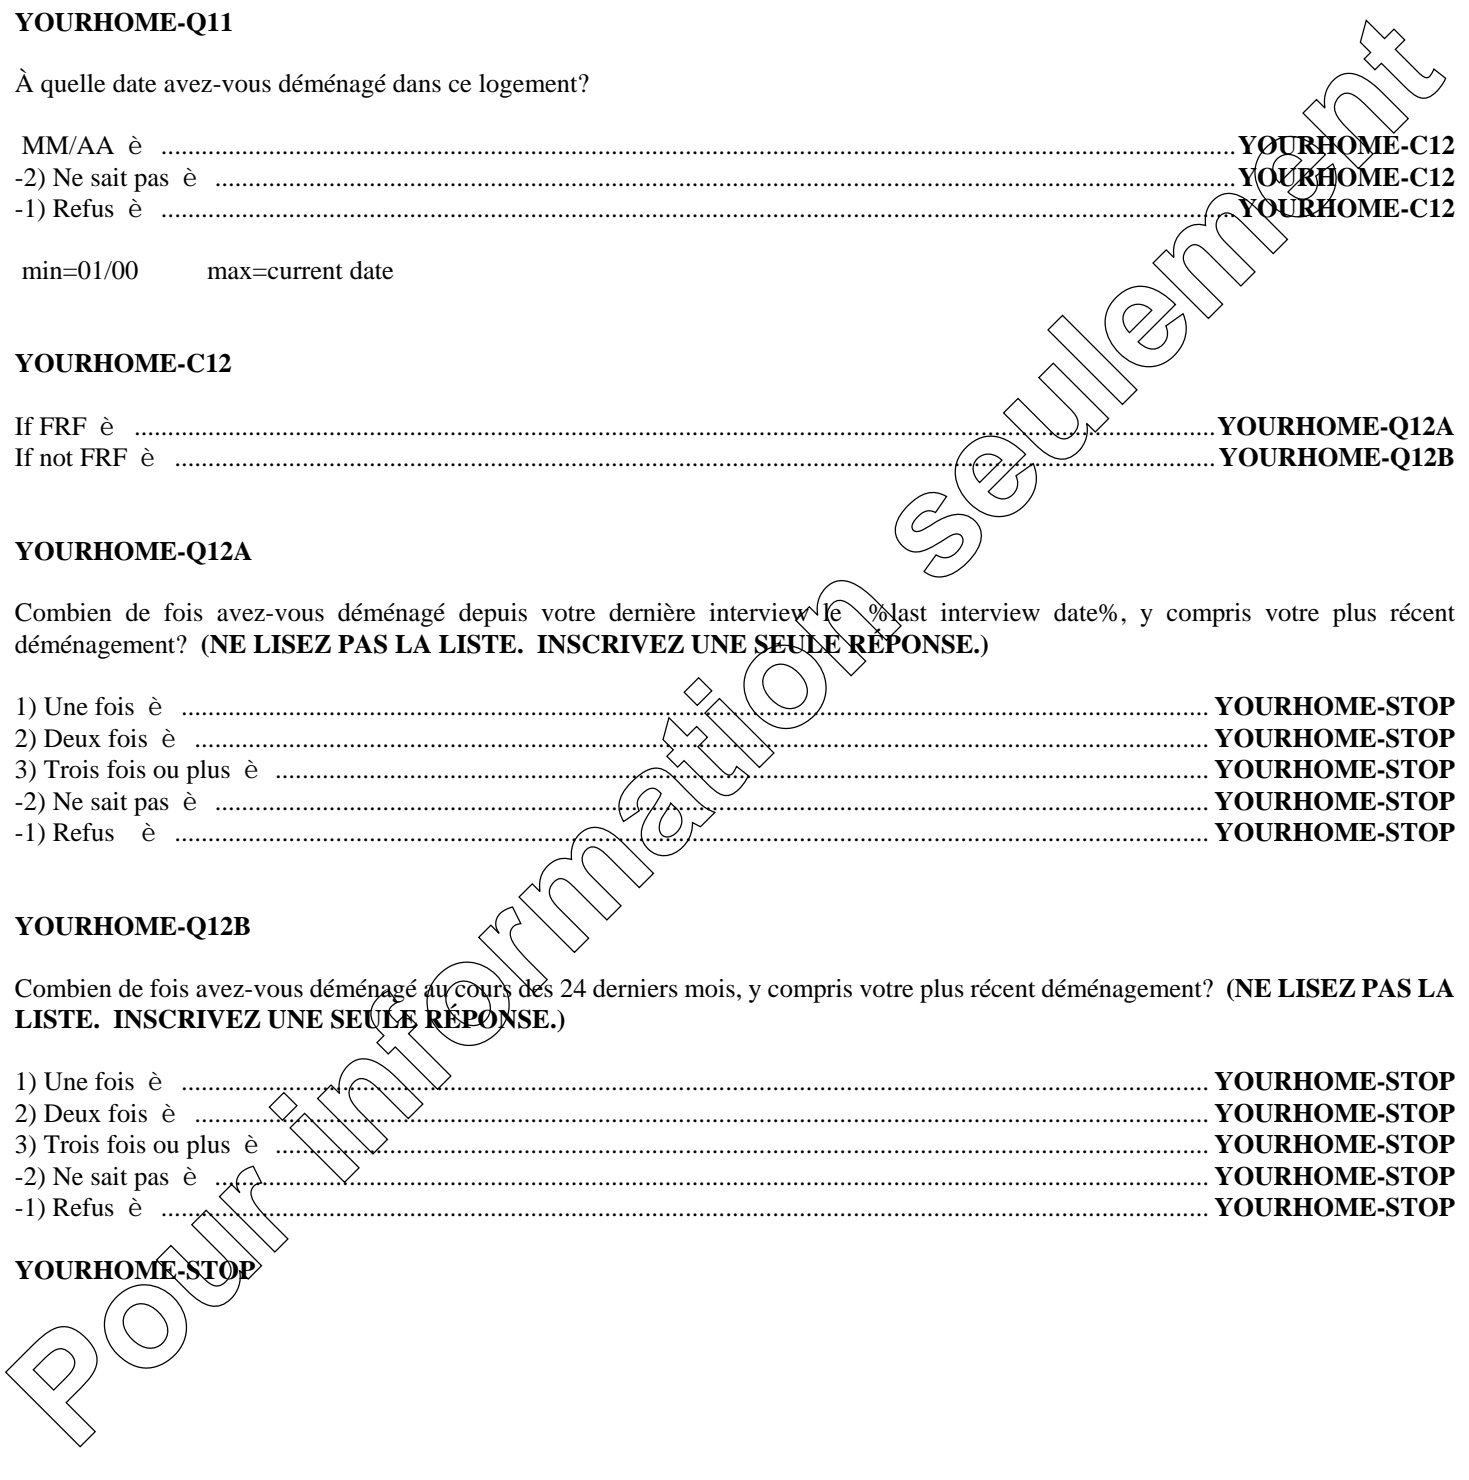 YOURHOME-Q11
À quelle date avez-vous déménagé dans ce logement?
MM/AA è ........ YOURHOME-C12
-2) Ne sait pas è ........ YOURHOME-C12
-1) Refus è ........ YOURHOME-C12
min=01/00 max=current date
YOURHOME-C12
If FRF è ........ YOURHOME-Q12A
If not FRF è ........ YOURHOME-Q12B
YOURHOME-Q12A
Combien de fois avez-vous déménagé depuis votre dernière interview le %last interview date%, y compris votre plus récent
déménagement? (NE LISEZ PAS LA LISTE. INSCRIVEZ UNE SEULE RÉPONSE.)
1) Une fois è ........ YOURHOME-STOP
2) Deux fois è ........ YOURHOME-STOP
3) Trois fois ou plus è ........ YOURHOME-STOP
-2) Ne sait pas è ........ YOURHOME-STOP
-1) Refus è ........ YOURHOME-STOP
YOURHOME-Q12B
Combien de fois avez-vous déménagé au cours des 24 derniers mois, y compris votre plus récent déménagement? (NE LISEZ PAS LA
LISTE. INSCRIVEZ UNE SEULE RÉPONSE.)
1) Une fois è ........ YOURHOME-STOP
2) Deux fois è ........ YOURHOME-STOP
3) Trois fois ou plus è ........ YOURHOME-STOP
-2) Ne sait pas è ........ YOURHOME-STOP
-1) Refus è ........ YOURHOME-STOP
YOURHOME-STOP
Pour information seulement